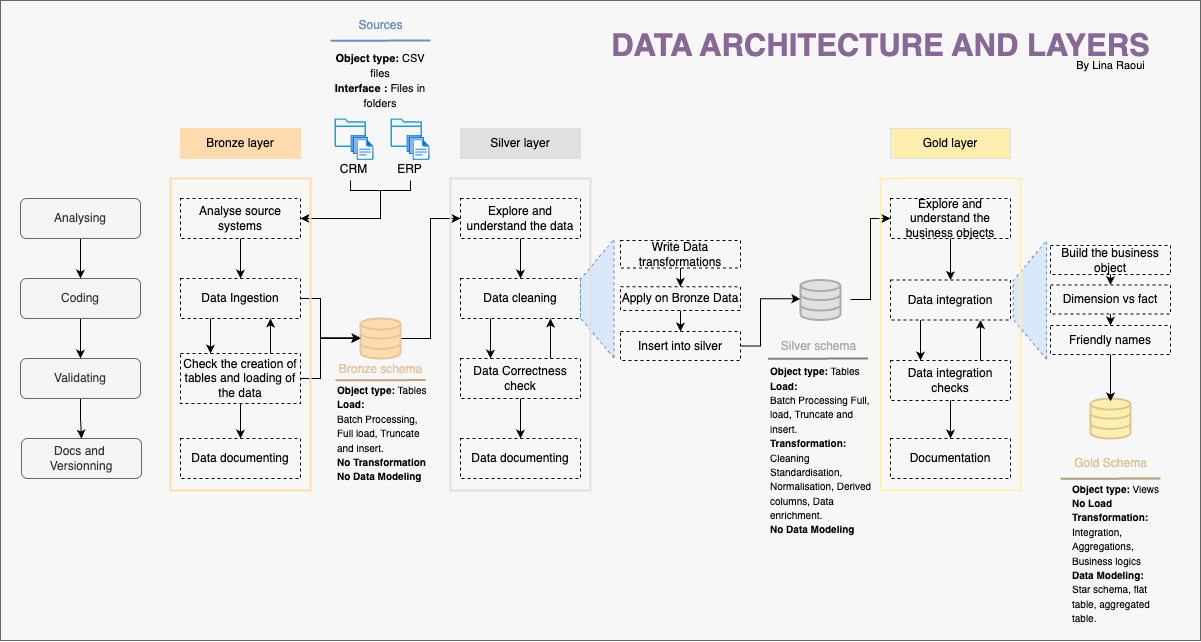 DATA ARCHITECTURE AND LAYERS
By Lina Raoui
Sources
Object type: CSV
files
Interface : Files in
folders
CRM
ERP
Analysing
Coding
Validating
Docs and
Versionning
Bronze layer
Analyse source
systems
Data Ingestion
Check the creation of
tables and loading of
the data
Data documenting
Bronze schema
Object type: Tables
Load:
Batch Processing,
Full load, Truncate
and insert.
No Transformation
No Data Modeling
Silver layer
Explore and
understand the data
Data cleaning
Data Correctness
check
Data documenting
Write Data
transformations
Apply on Bronze Data
Insert into silver
Silver schema
Object type: Tables
Load:
Batch Processing Full,
load, Truncate and
insert.
Transformation:
Cleaning
Standardisation,
Normalisation, Derived
columns, Data
enrichment.
No Data Modeling
Gold layer
Explore and
understand the
business objects
Data integration
Data integration
checks
Documentation
Build the business
object
Dimension vs fact
Friendly names
Gold Schema
Object type: Views
No Load
Transformation:
Integration,
Aggregations,
Business logics
Data Modeling:
Star schema, flat
table, aggregated
table.